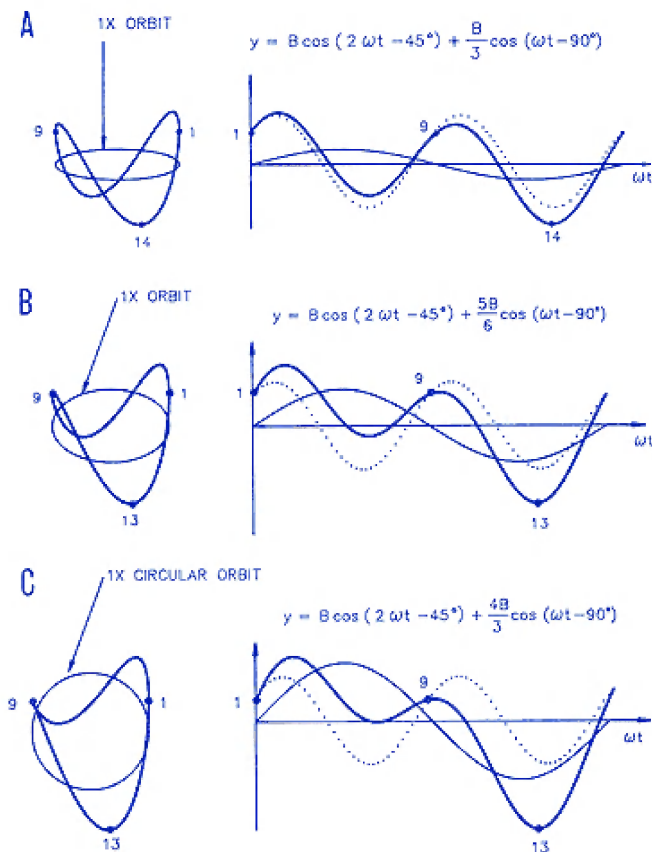 A
1X ORBIT
y = B cos (2 ωt −45°) + B/3 cos (ωt−90°)
9
1
14
1
9
14
ωt
B
1X ORBIT
y = B cos (2 ωt −45°) + 5B/6 cos (ωt−90°)
9
1
13
1
9
13
ωt
C
1X CIRCULAR ORBIT
y = B cos (2 ωt −45°) + 4B/3 cos (ωt−90°)
9
1
13
1
9
13
ωt